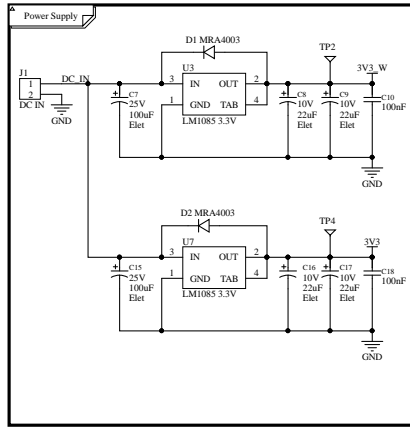 Power Supply
D1 MRA4003
TP2
J1
DC_IN
U3
3V3_W
1
2
DC IN
GND
3
IN
OUT
2
1
GND
TAB
4
LM1085 3.3V
C7
25V
100uF
Elet
C8
10V
22uF
Elet
C9
10V
22uF
Elet
C10
100nF
GND
D2 MRA4003
TP4
U7
3V3
3
IN
OUT
2
1
GND
TAB
4
LM1085 3.3V
C15
25V
100uF
Elet
C16
10V
22uF
Elet
C17
10V
22uF
Elet
C18
100nF
GND